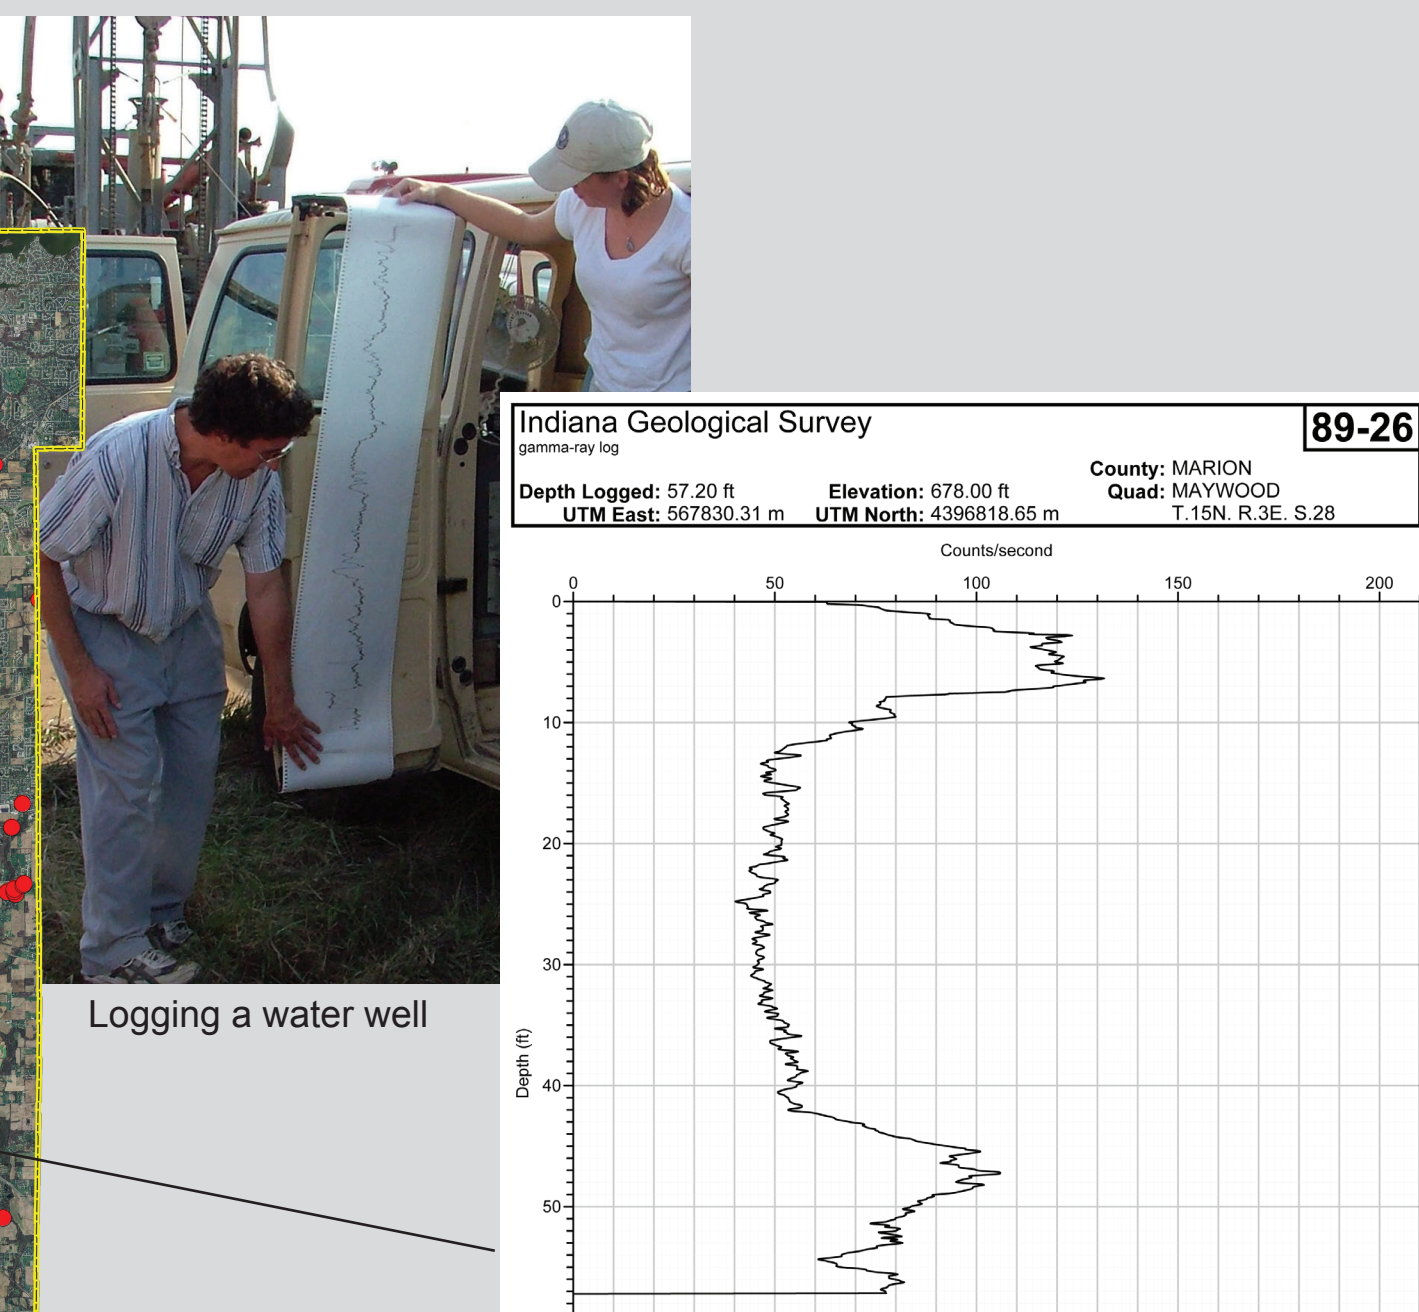 Logging a water well
Indiana Geological Survey
gamma-ray log
89-26
County: MARION
Depth Logged: 57.20 ft Elevation: 678.00 ft Quad: MAYWOOD
UTM East: 567830.31 m UTM North: 4396818.65 m T.15N. R.3E. S.28
Counts/second
0 50 100 150 200
0
10
20
30
Depth (ft)
40
50